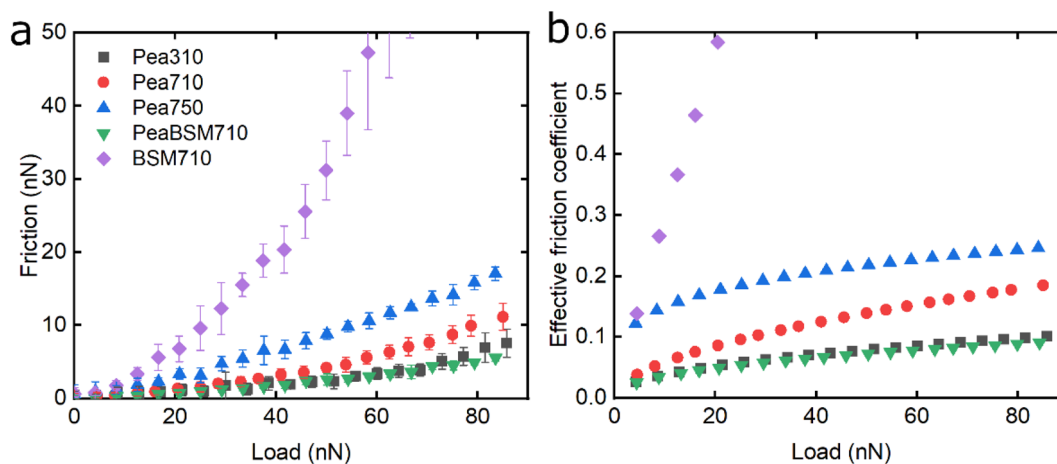 a
50
40
30
20
10
0
Friction (nN)
Pea310
Pea710
Pea750
PeaBSM710
BSM710
0 20 40 60 80
Load (nN)
b
0.6
0.5
0.4
0.3
0.2
0.1
0.0
Effective friction coefficient
0 20 40 60 80
Load (nN)